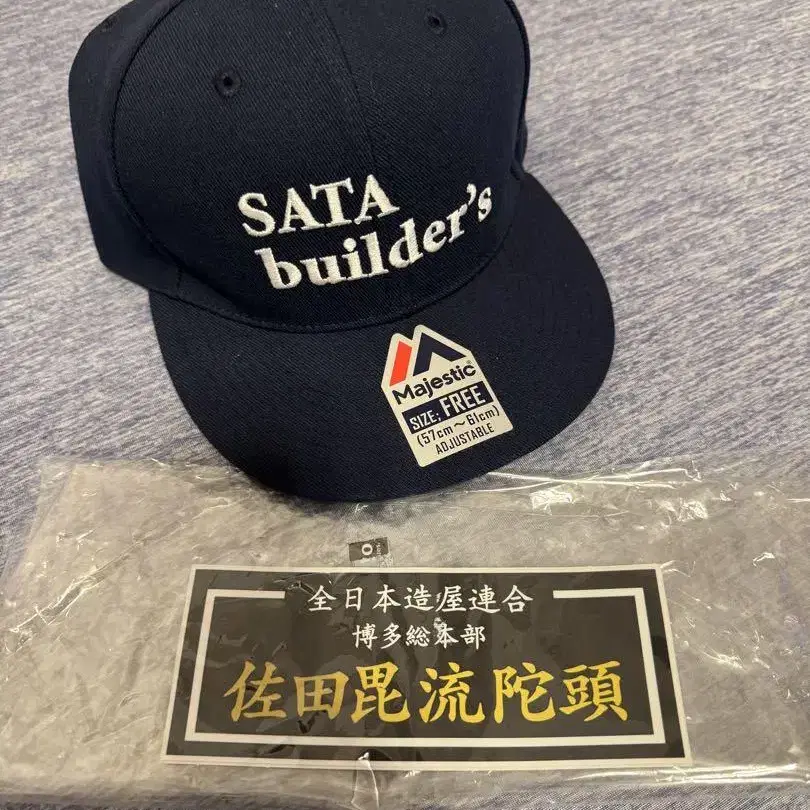 SATA
builder's
Majestic
SIZE; FREE
(57cm～61cm)
ADJUSTABLE
全日本造屋連合
博多総本部
佐田毘流陀頭